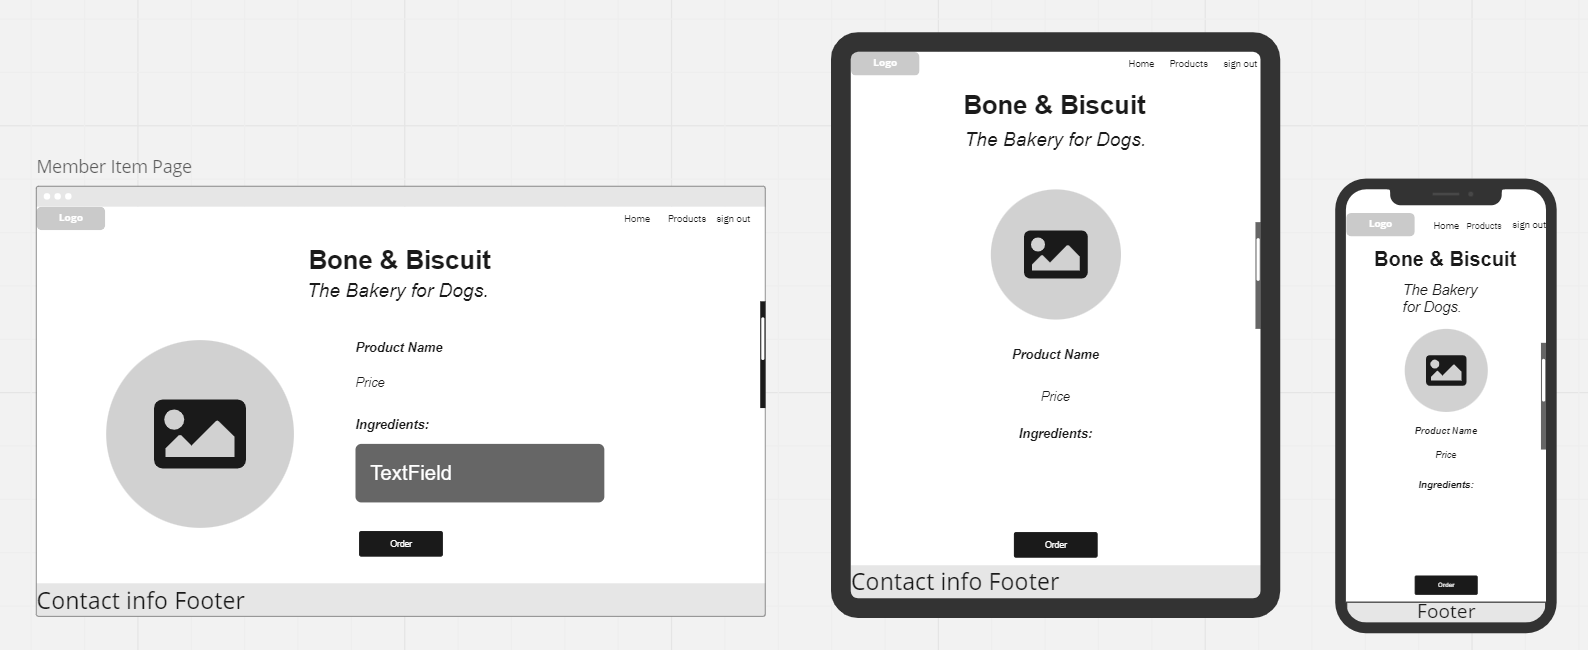 Member Item Page
Logo
Home Products sign out
Bone & Biscuit
The Bakery for Dogs.
Product Name
Price
Ingredients:
TextField
Order
Contact info Footer
Logo
Home Products sign out
Bone & Biscuit
The Bakery for Dogs.
Product Name
Price
Ingredients:
Order
Contact info Footer
Logo
Home Products sign out
Bone & Biscuit
The Bakery
for Dogs.
Product Name
Price
Ingredients:
Order
Footer